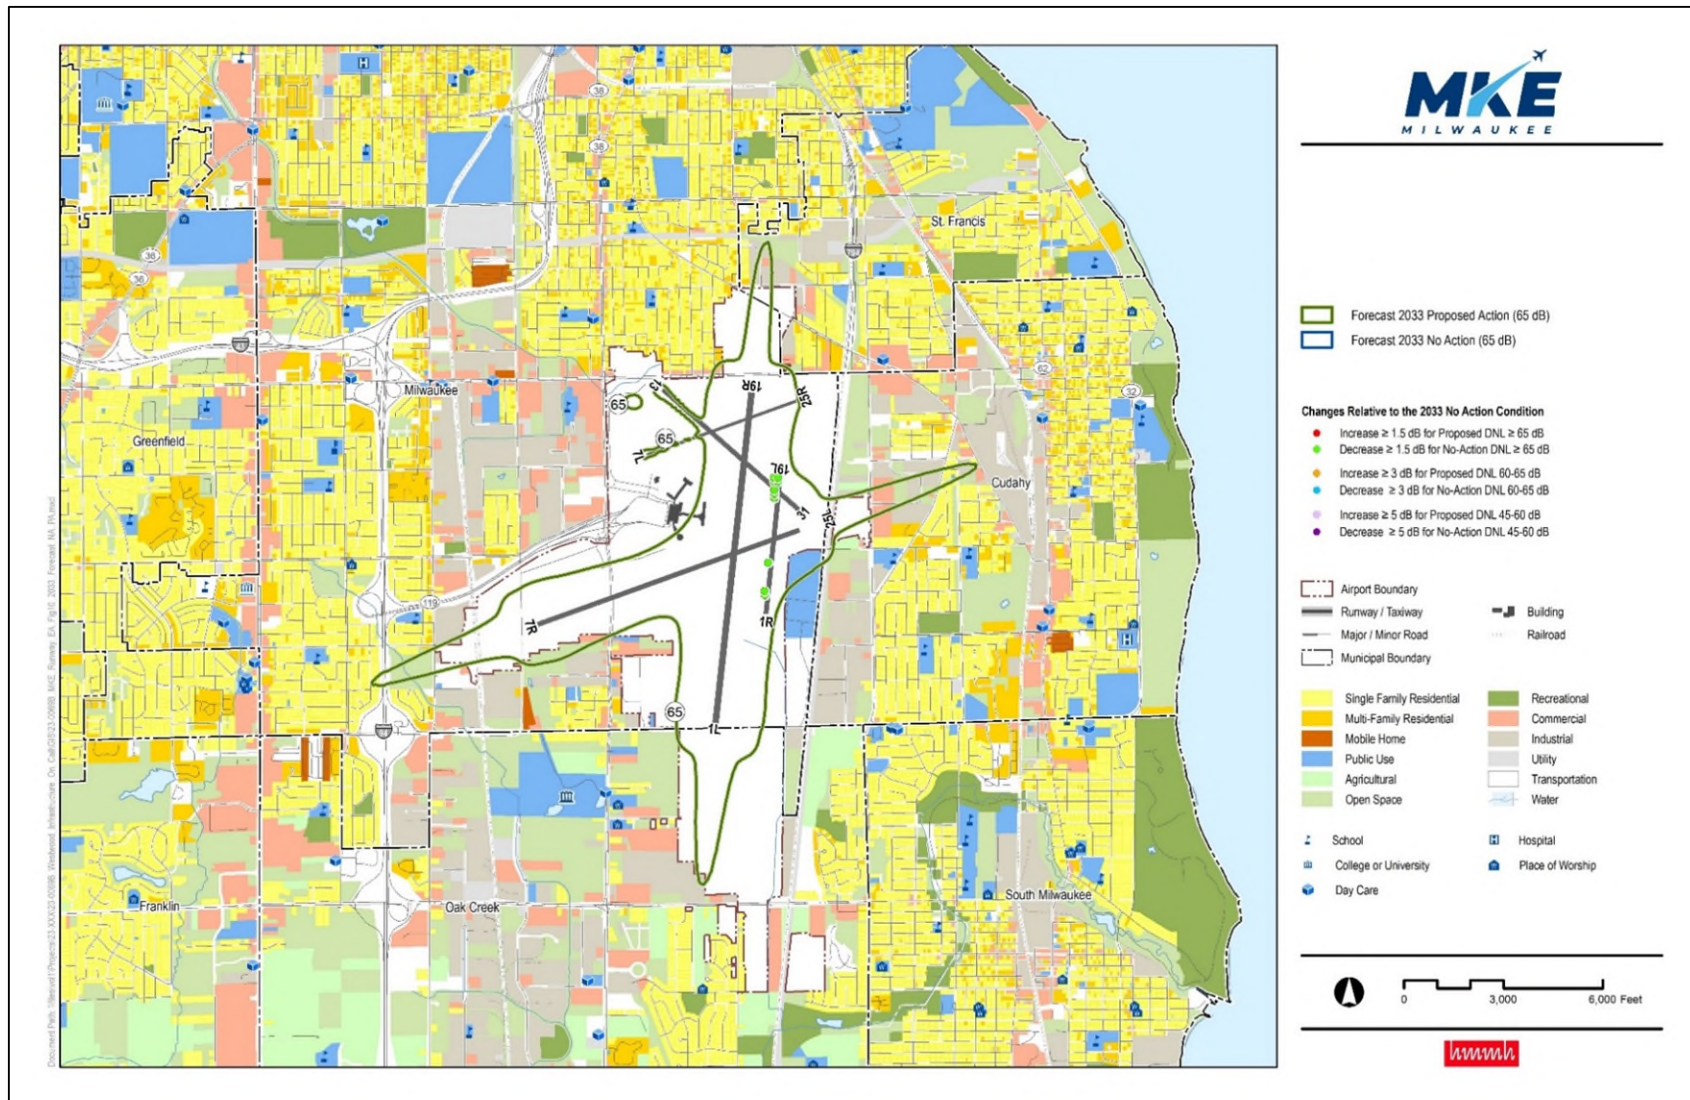 MKE
MILWAUKEE
Forecast 2033 Proposed Action (65 dB)
Forecast 2033 No Action (65 dB)
Changes Relative to the 2033 No Action Condition
Increase ≥ 1.5 dB for Proposed DNL ≥ 65 dB
Decrease ≥ 1.5 dB for No-Action DNL ≥ 65 dB
Increase ≥ 3 dB for Proposed DNL 60-65 dB
Decrease ≥ 3 dB for No-Action DNL 60-65 dB
Increase ≥ 5 dB for Proposed DNL 45-60 dB
Decrease ≥ 5 dB for No-Action DNL 45-60 dB
Airport Boundary
Runway / Taxiway
Building
Major / Minor Road
Railroad
Municipal Boundary
Single Family Residential
Recreational
Multi-Family Residential
Commercial
Mobile Home
Industrial
Public Use
Utility
Agricultural
Transportation
Open Space
Water
School
Hospital
College or University
Place of Worship
Day Care
0 3,000 6,000 Feet
hmmh
38
38
St. Francis
36
36
Milwaukee
62
32
Greenfield
65
65
13
19R
25R
7L
19L
31
25L
Cudahy
119
7R
1R
65
1L
Franklin
Oak Creek
South Milwaukee